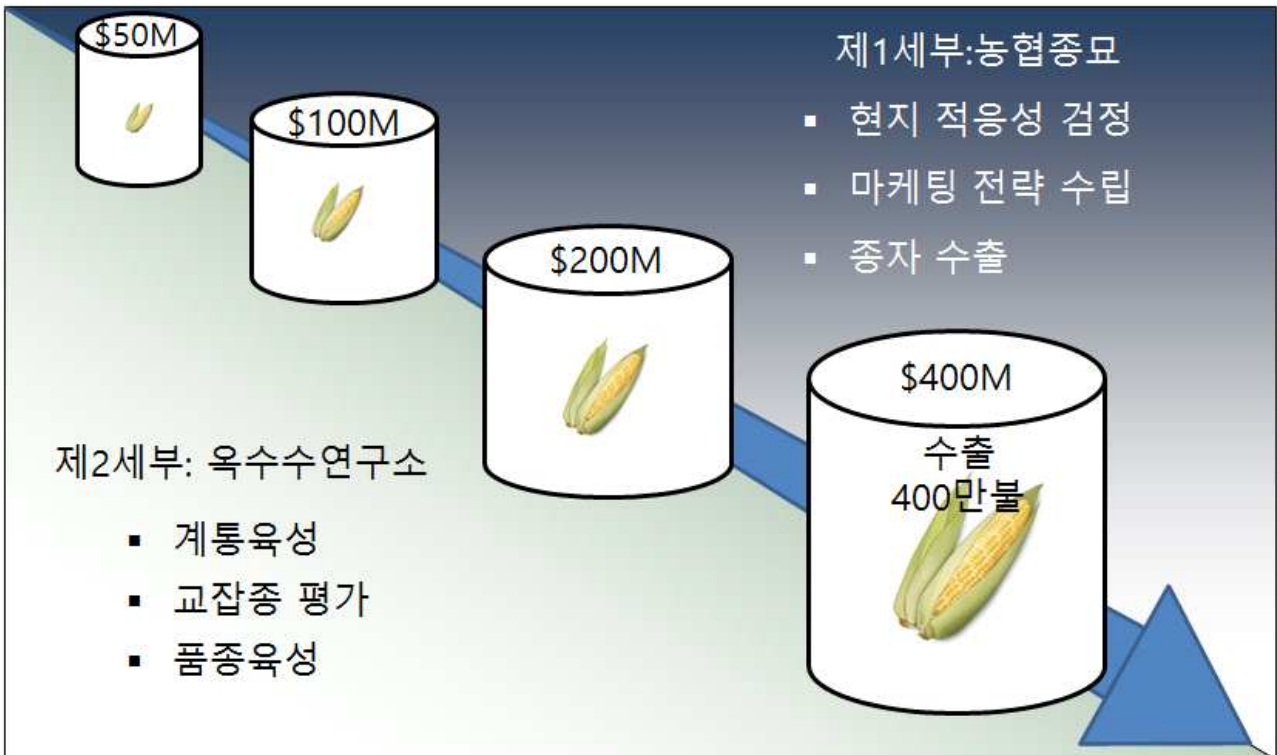 $50M
$100M
$200M
$400M
수출
400만불
제1세부:농협종묘
▪ 현지 적응성 검정
▪ 마케팅 전략 수립
▪ 종자 수출
제2세부: 옥수수연구소
▪ 계통육성
▪ 교잡종 평가
▪ 품종육성